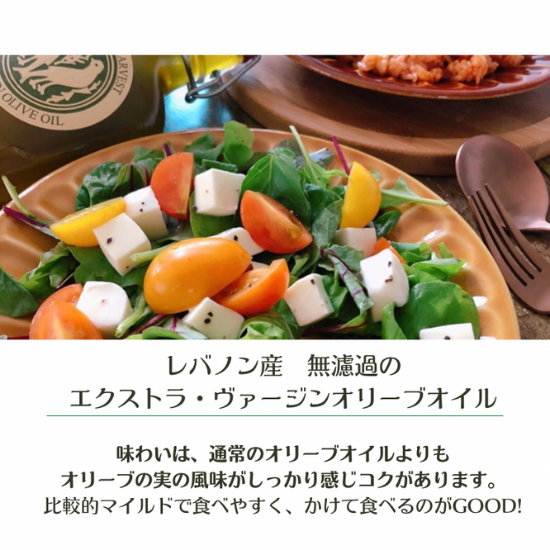 HARVEST
OLIVE OIL
レバノン産　無濾過の
エクストラ・ヴァージンオリーブオイル
味わいは、通常のオリーブオイルよりも
オリーブの実の風味がしっかり感じコクがあります。
比較的マイルドで食べやすく、かけて食べるのがGOOD!